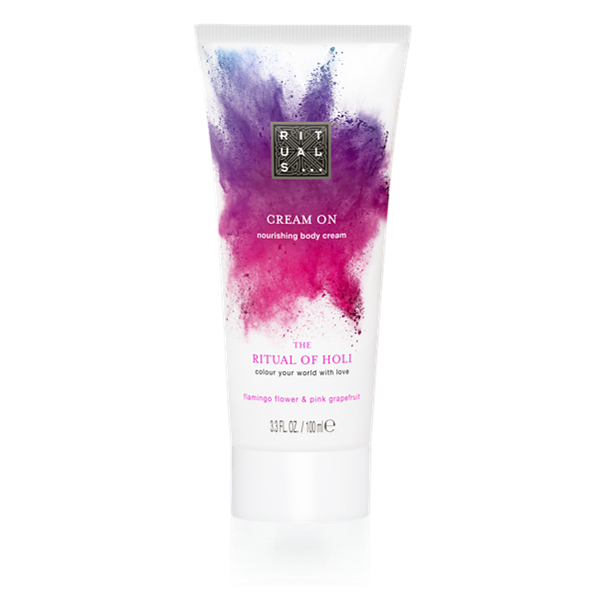 RIT
UAL
S...
CREAM ON
nourishing body cream
THE
RITUAL OF HOLI
colour your world with love
flamingo flower & pink grapefruit
3.3 FL. OZ. / 100 ml ℮